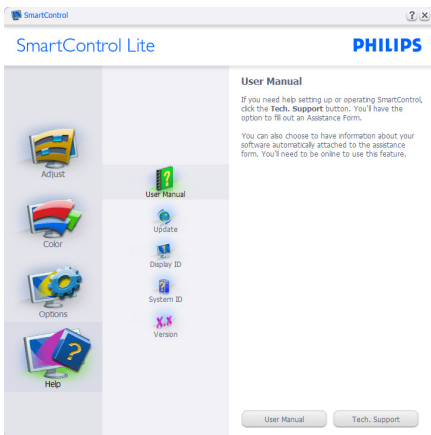 SmartControl
SmartControl Lite
PHILIPS
Adjust
Color
Options
Help
User Manual
Update
Display ID
System ID
X.X
Version
User Manual
If you need help setting up or operating SmartControl,
click the Tech. Support button. You'll have the
option to fill out an Assistance Form.
You can also choose to have information about your
software automatically attached to the assistance
form. You'll need to be online to use this feature.
User Manual
Tech. Support